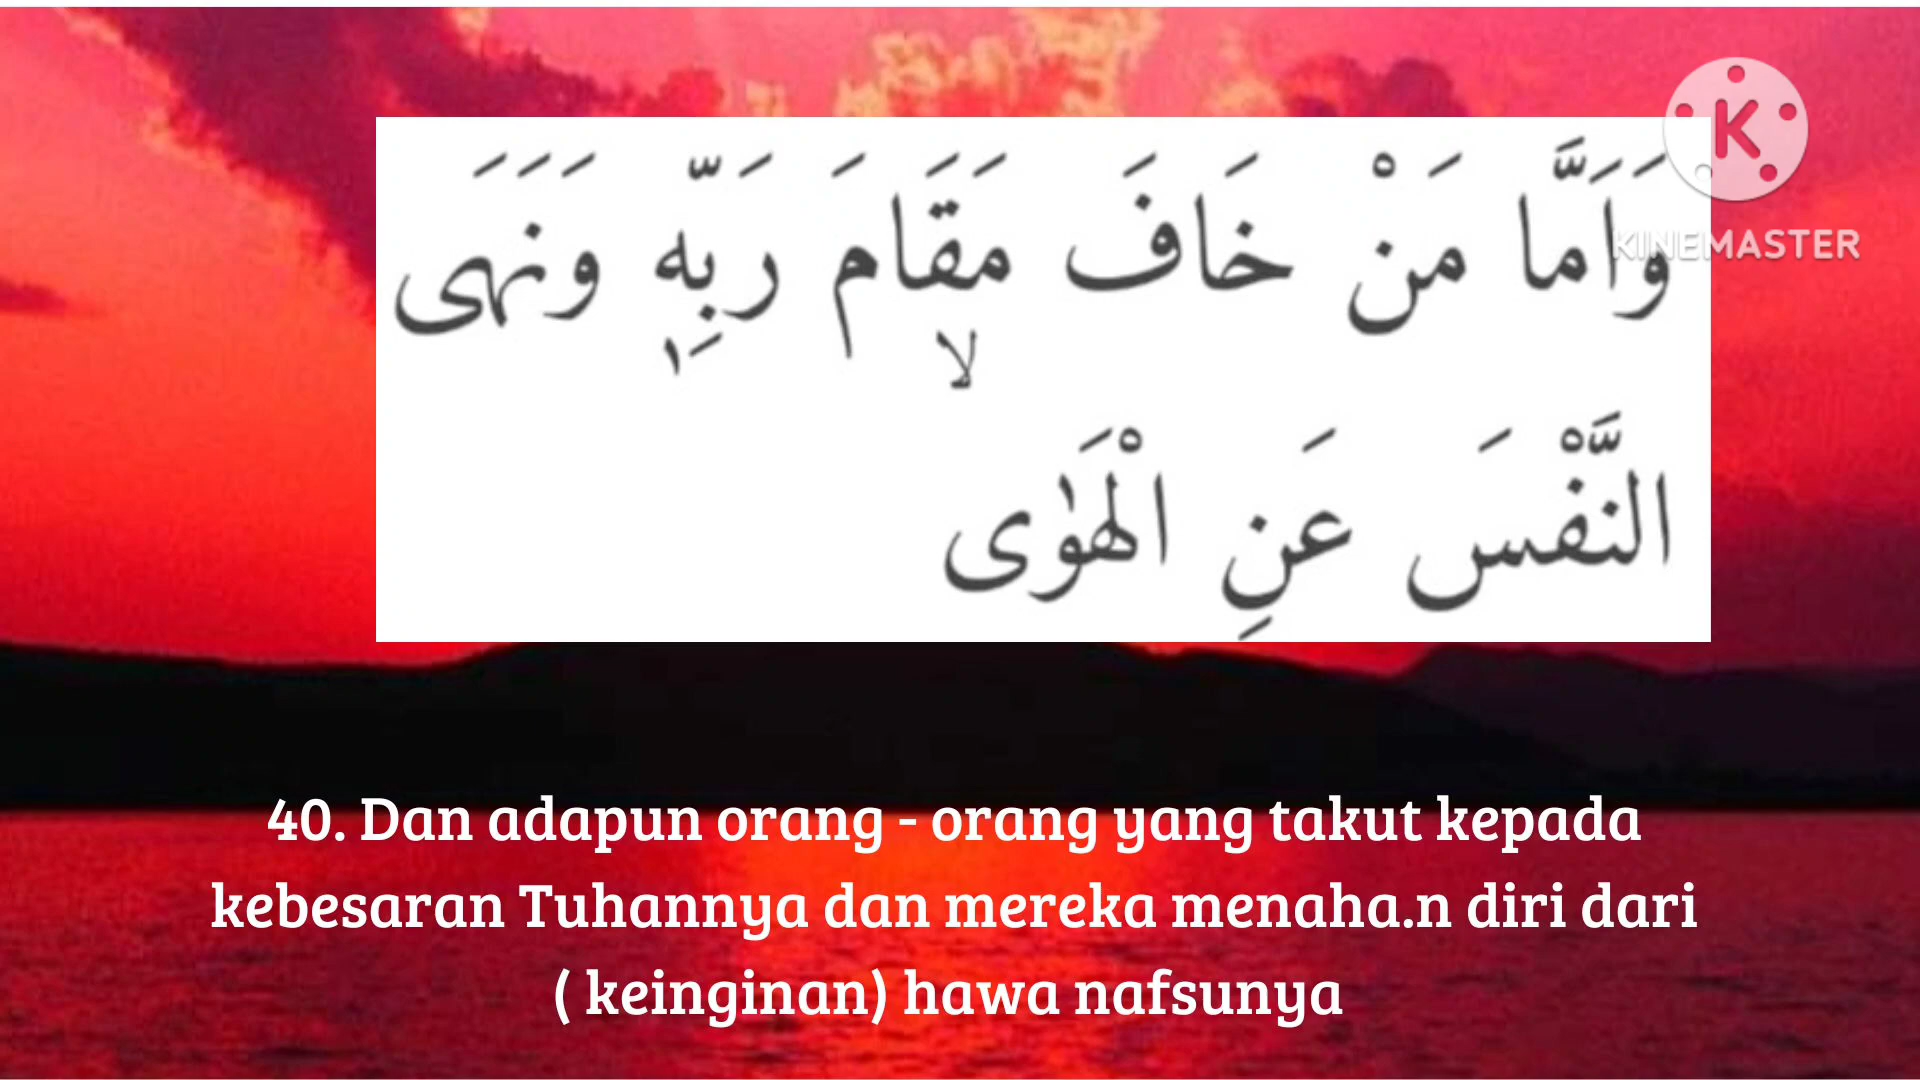 وَاَمَّا مَنْ خَافَ مَقَامَ رَبِّهٖ وَنَهَى
النَّفْسَ عَنِ الْهَوٰى
لا
K
KINEMASTER
40. Dan adapun orang - orang yang takut kepada
kebesaran Tuhannya dan mereka menaha.n diri dari
( keinginan) hawa nafsunya